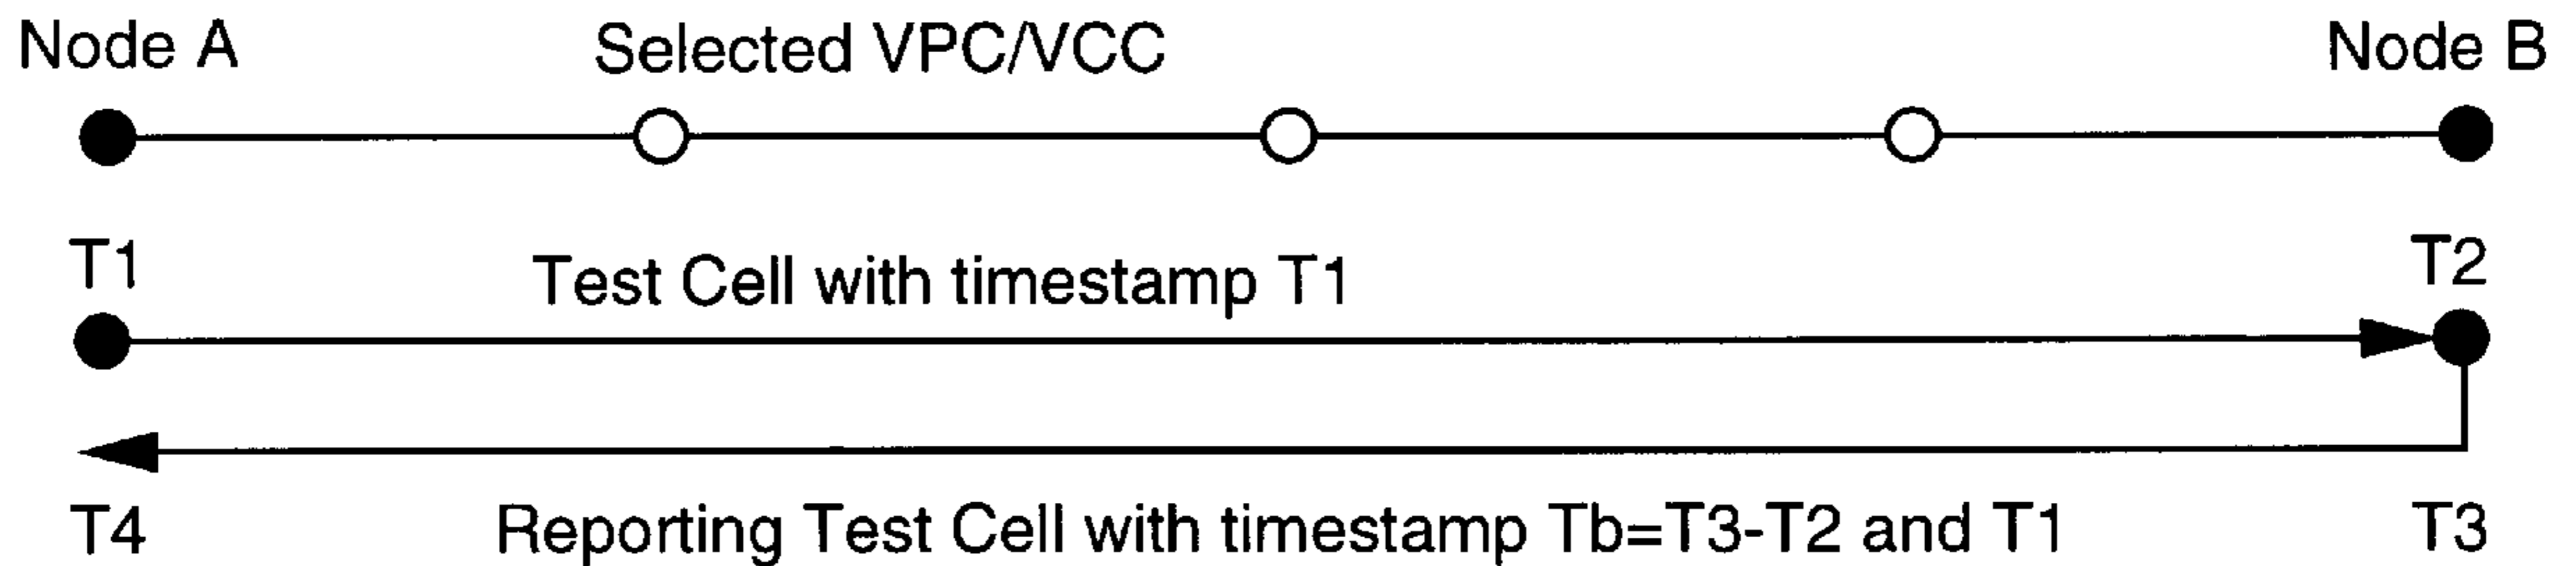 Node A
Selected VPC/VCC
Node B
T1
Test Cell with timestamp T1
T2
T4
Reporting Test Cell with timestamp Tb=T3-T2 and T1
T3